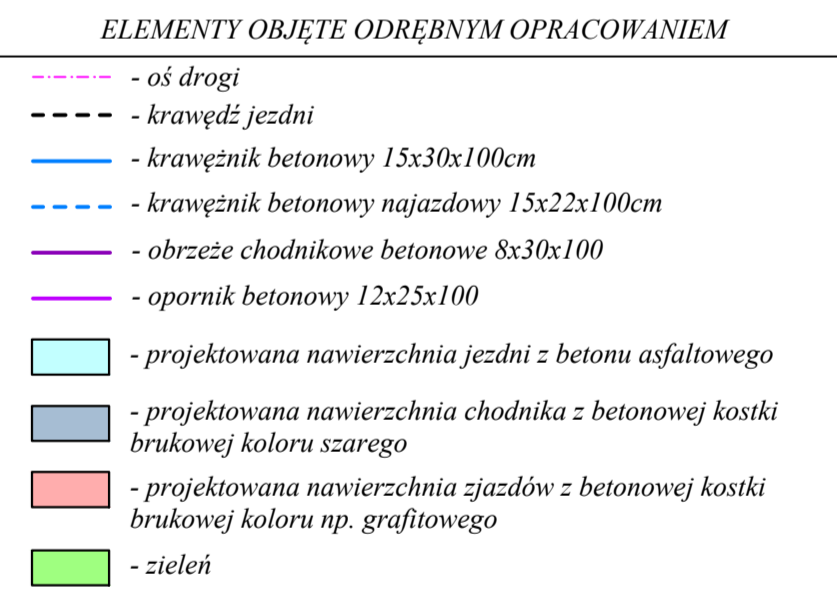 ELEMENTY OBJĘTE ODRĘBNYM OPRACOWANIEM
- oś drogi
- krawędź jezdni
- krawężnik betonowy 15x30x100cm
- krawężnik betonowy najazdowy 15x22x100cm
- obrzeże chodnikowe betonowe 8x30x100
- opornik betonowy 12x25x100
- projektowana nawierzchnia jezdni z betonu asfaltowego
- projektowana nawierzchnia chodnika z betonowej kostki
brukowej koloru szarego
- projektowana nawierzchnia zjazdów z betonowej kostki
brukowej koloru np. grafitowego
- zieleń